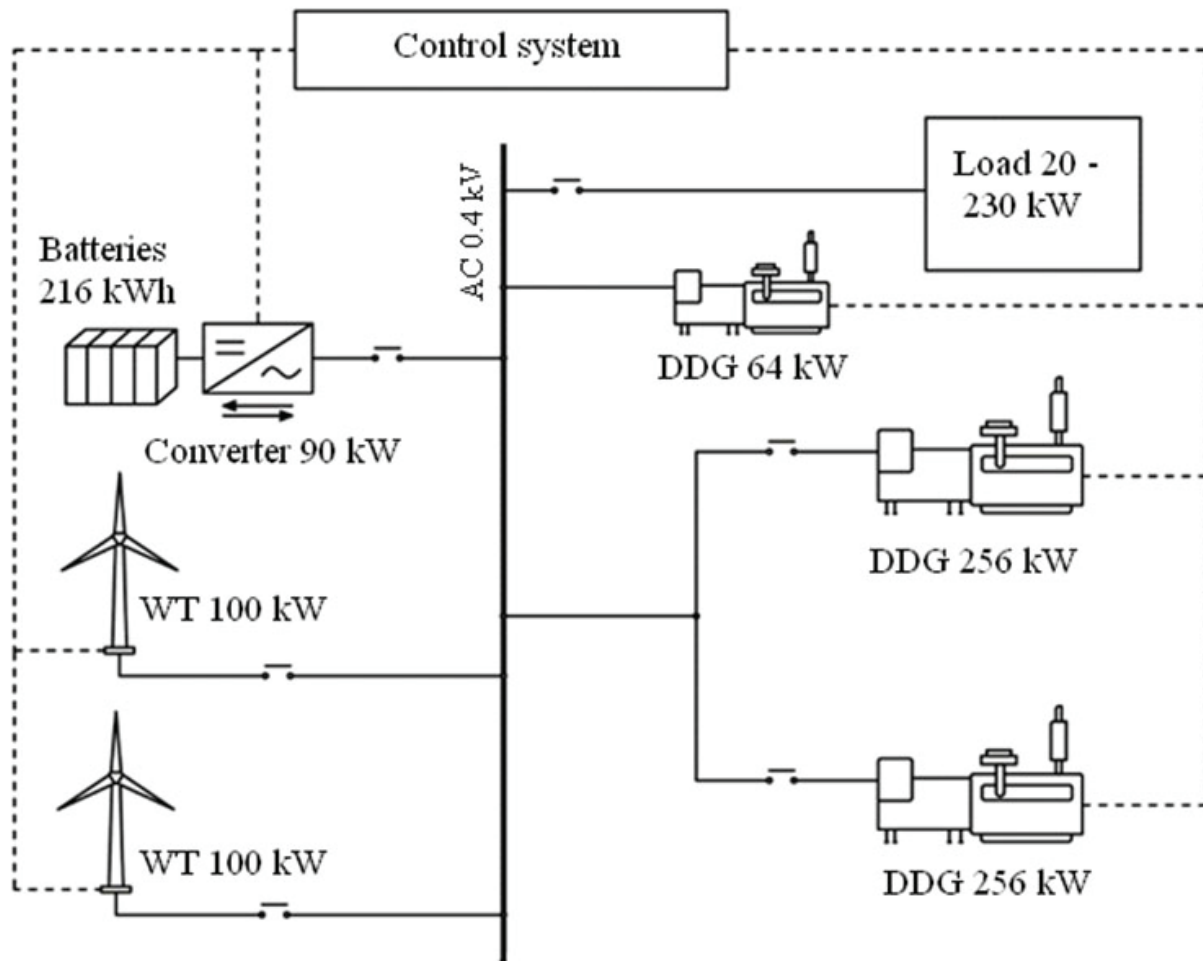 Control system
AC 0.4 kV
Load 20 -
230 kW
Batteries
216 kWh
DDG 64 kW
Converter 90 kW
DDG 256 kW
WT 100 kW
WT 100 kW
DDG 256 kW